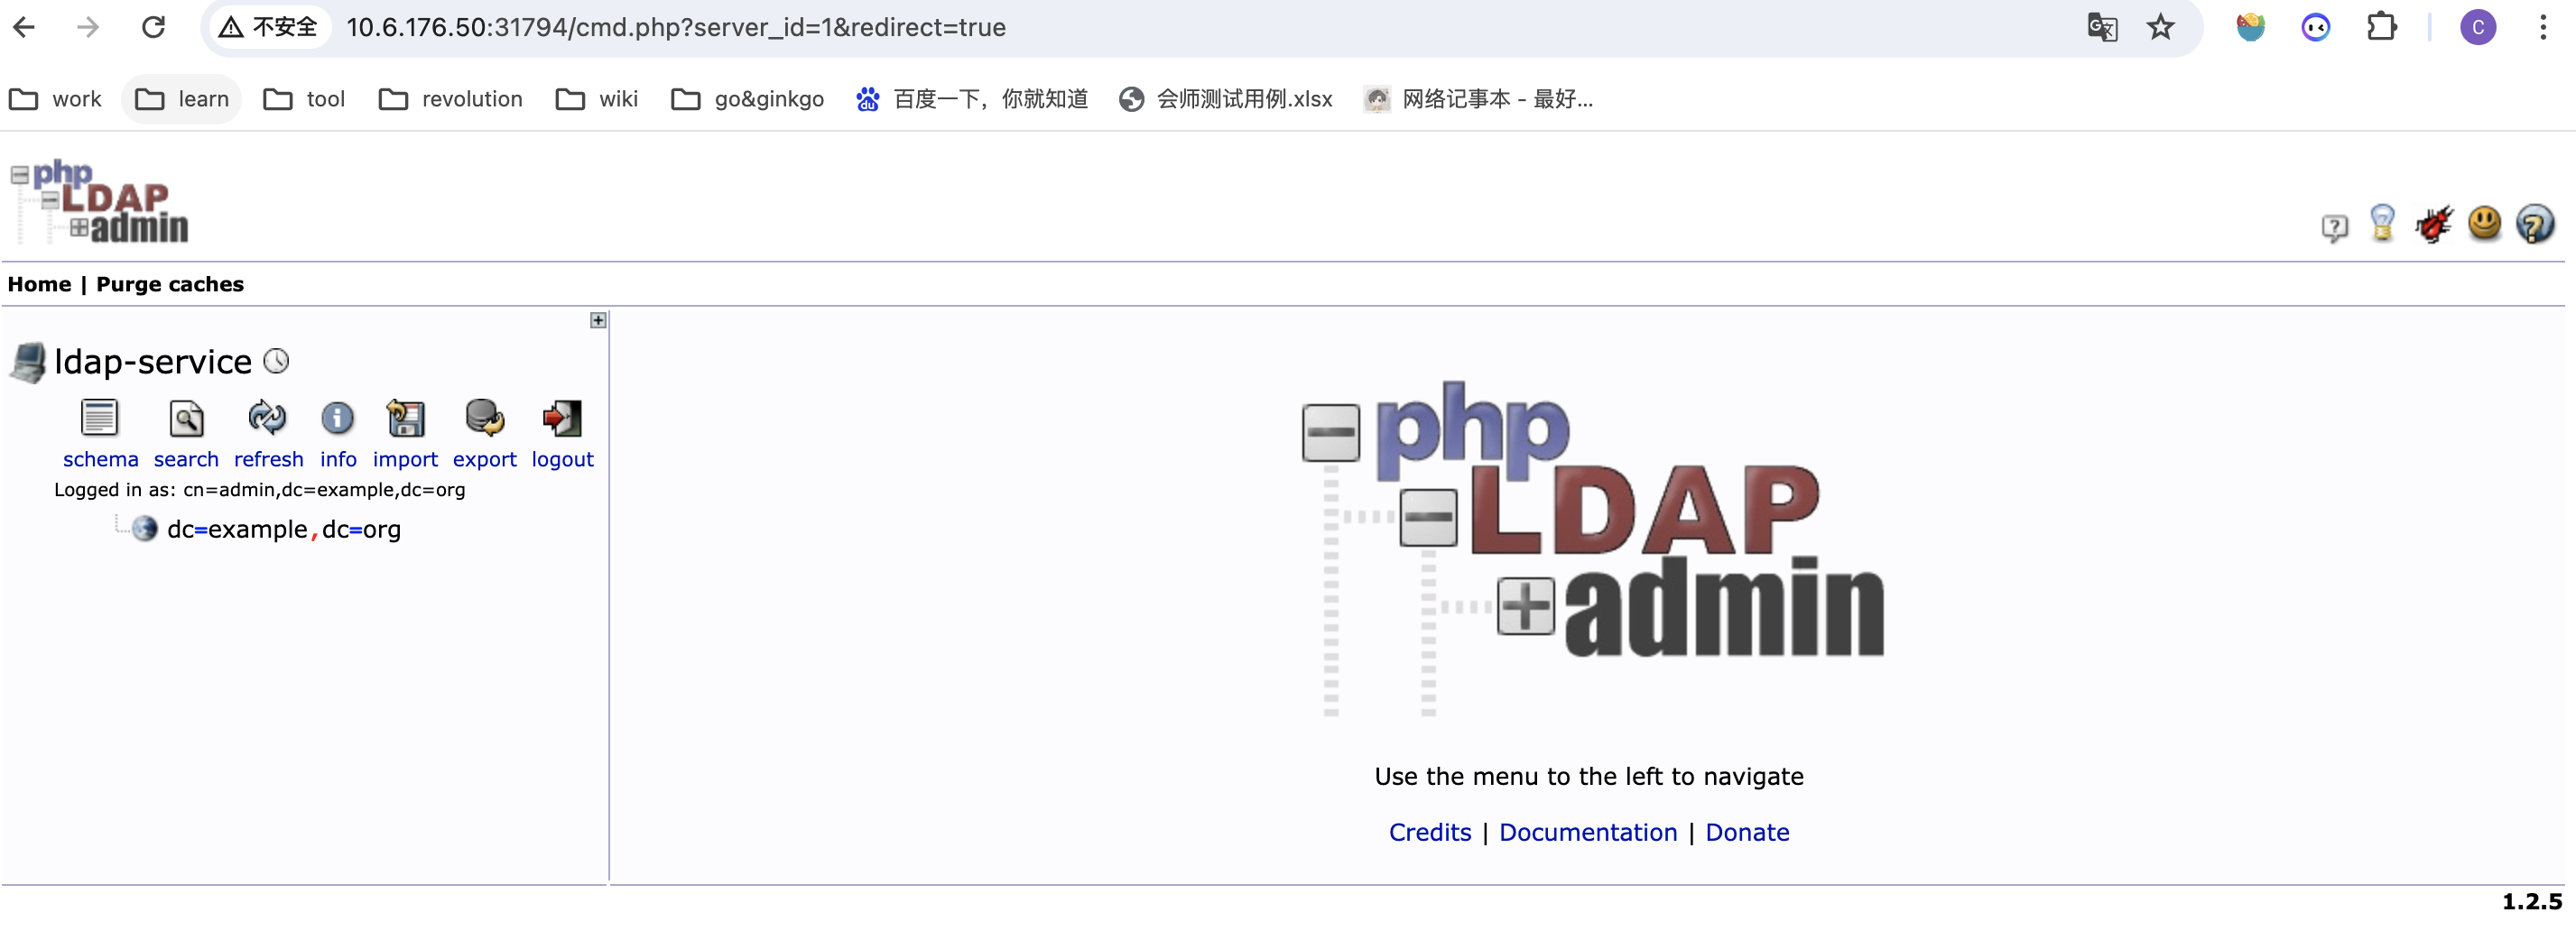 不安全 10.6.176.50:31794/cmd.php?server_id=1&redirect=true C
work learn tool revolution wiki go&ginkgo 百度一下，你就知道 会师测试用例.xlsx 网络记事本 - 最好...
php
LDAP
admin
Home | Purge caches
ldap-service
schema search refresh info import export logout
Logged in as: cn=admin,dc=example,dc=org
dc=example,dc=org
php
LDAP
admin
Use the menu to the left to navigate
Credits | Documentation | Donate
1.2.5